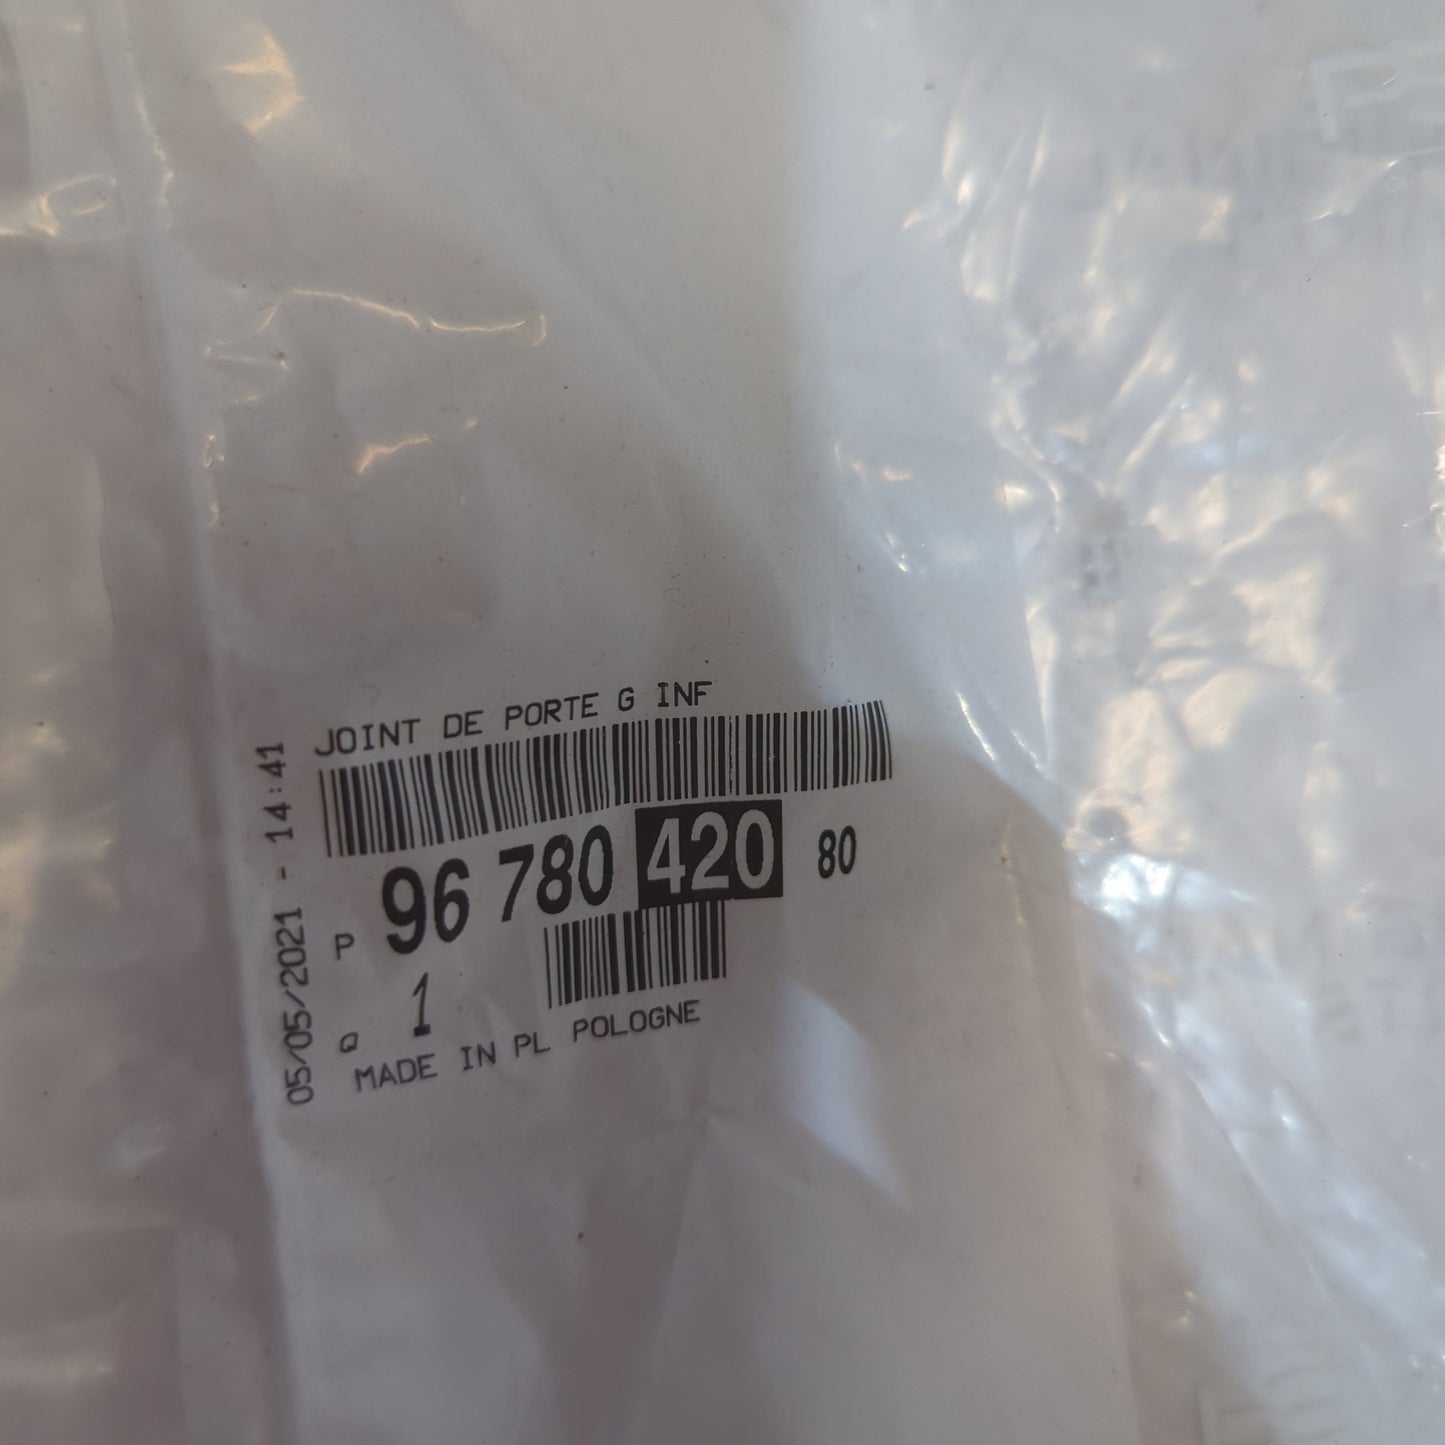 JOINT DE PORTE G INF
P 96 780 420 80
Q 1
MADE IN PL POLOGNE
05/05/2021 - 14:41